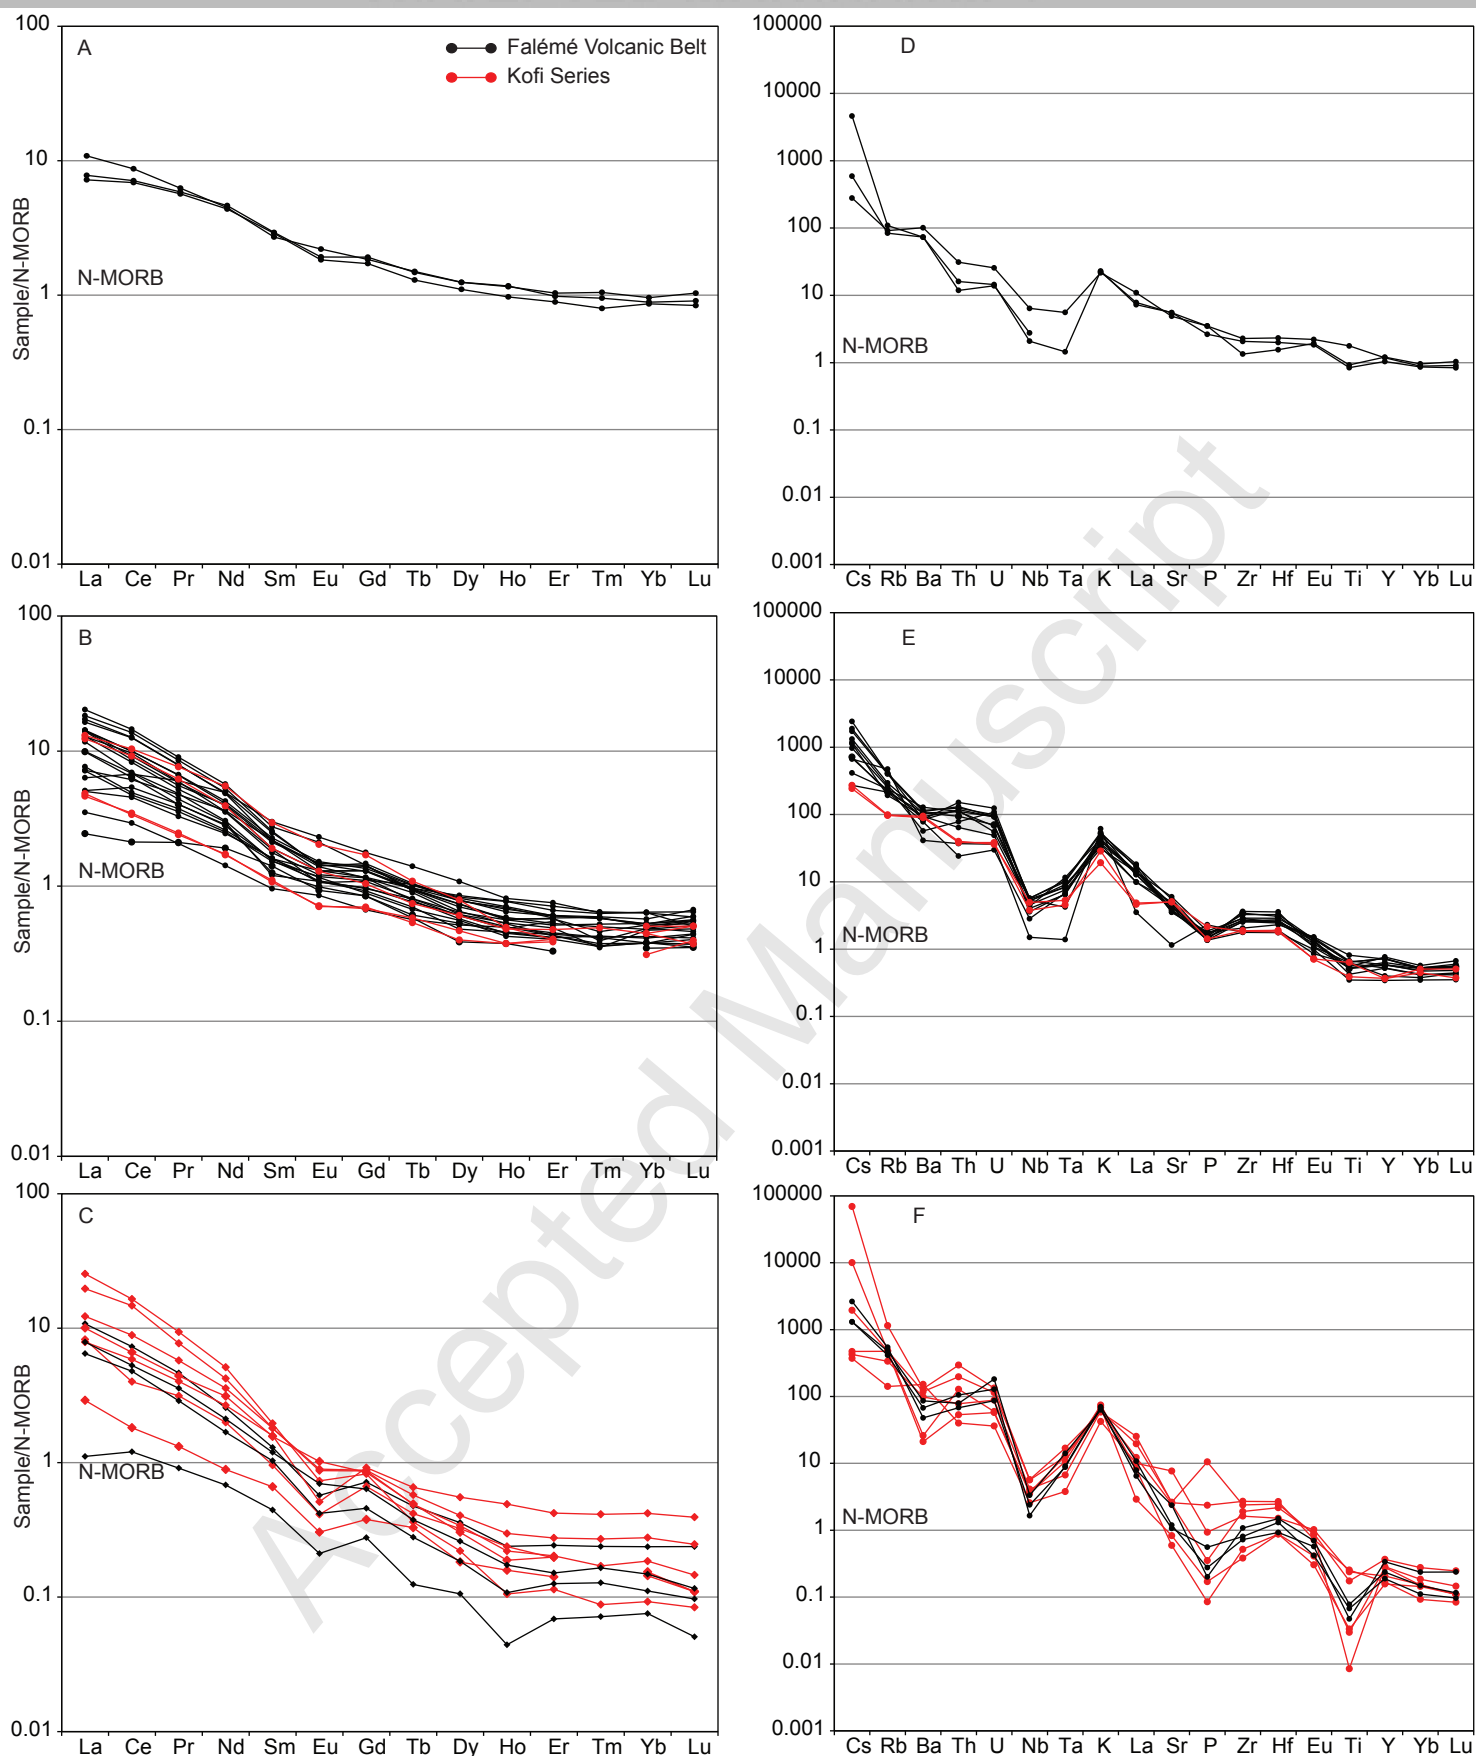 A
Falémé Volcanic Belt
Kofi Series
100
10
1
0.1
0.01
Sample/N-MORB
N-MORB
La Ce Pr Nd Sm Eu Gd Tb Dy Ho Er Tm Yb Lu
D
100000
10000
1000
100
10
1
0.1
0.01
0.001
N-MORB
Cs Rb Ba Th U Nb Ta K La Sr P Zr Hf Eu Ti Y Yb Lu
B
100
10
1
0.1
0.01
Sample/N-MORB
N-MORB
La Ce Pr Nd Sm Eu Gd Tb Dy Ho Er Tm Yb Lu
E
100000
10000
1000
100
10
1
0.1
0.01
0.001
N-MORB
Cs Rb Ba Th U Nb Ta K La Sr P Zr Hf Eu Ti Y Yb Lu
C
100
10
1
0.1
0.01
Sample/N-MORB
N-MORB
La Ce Pr Nd Sm Eu Gd Tb Dy Ho Er Tm Yb Lu
F
100000
10000
1000
100
10
1
0.1
0.01
0.001
N-MORB
Cs Rb Ba Th U Nb Ta K La Sr P Zr Hf Eu Ti Y Yb Lu
Accepted Manuscript